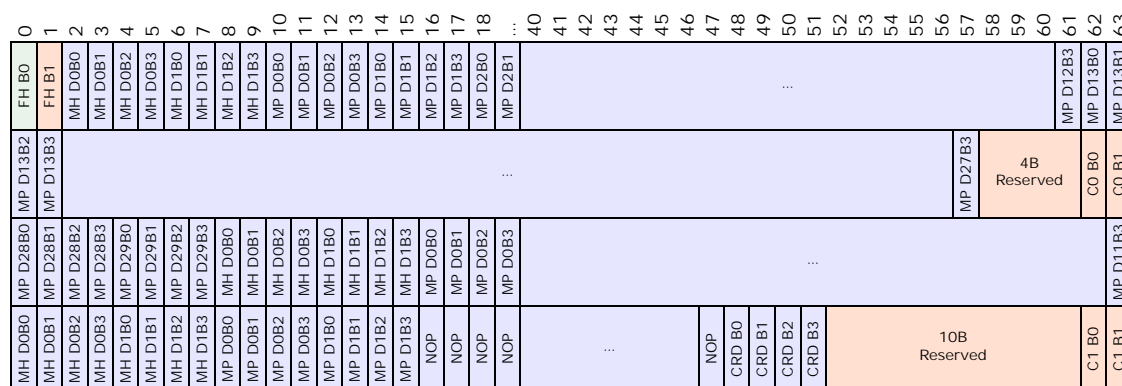 0 1 2 3 4 5 6 7 8 9 10 11 12 13 14 15 16 17 18 ... 40 41 42 43 44 45 46 47 48 49 50 51 52 53 54 55 56 57 58 59 60 61 62 63
FH B0 FH B1 MH D0B0 MH D0B1 MH D0B2 MH D0B3 MH D1B0 MH D1B1 MH D1B2 MH D1B3 MP D0B0 MP D0B1 MP D0B2 MP D0B3 MP D1B0 MP D1B1 MP D1B2 MP D1B3 MP D2B0 MP D2B1 ... MP D12B3 MP D13B0 MP D13B1
MP D13B2 MP D13B3 ... MP D27B3 4B Reserved C0 B0 C0 B1
MP D28B0 MP D28B1 MP D28B2 MP D28B3 MP D29B0 MP D29B1 MP D29B2 MP D29B3 MH D0B0 MH D0B1 MH D0B2 MH D0B3 MH D1B0 MH D1B1 MH D1B2 MH D1B3 MP D0B0 MP D0B1 MP D0B2 MP D0B3 ... MP D11B3
MH D0B0 MH D0B1 MH D0B2 MH D0B3 MH D1B0 MH D1B1 MH D1B2 MH D1B3 MP D0B0 MP D0B1 MP D0B2 MP D0B3 MP D1B0 MP D1B1 MP D1B2 MP D1B3 NOP NOP NOP NOP ... NOP CRD B0 CRD B1 CRD B2 CRD B3 10B Reserved C1 B0 C1 B1